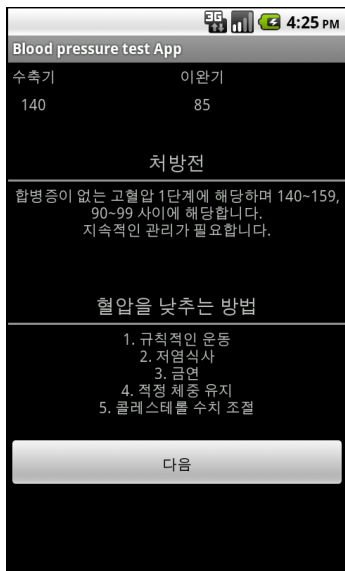 3G 4:25 PM
Blood pressure test App
수축기 이완기
140 85
처방전
합병증이 없는 고혈압 1단계에 해당하며 140~159,
90~99 사이에 해당합니다.
지속적인 관리가 필요합니다.
혈압을 낮추는 방법
1. 규칙적인 운동
2. 저염식사
3. 금연
4. 적정 체중 유지
5. 콜레스테롤 수치 조절
다음